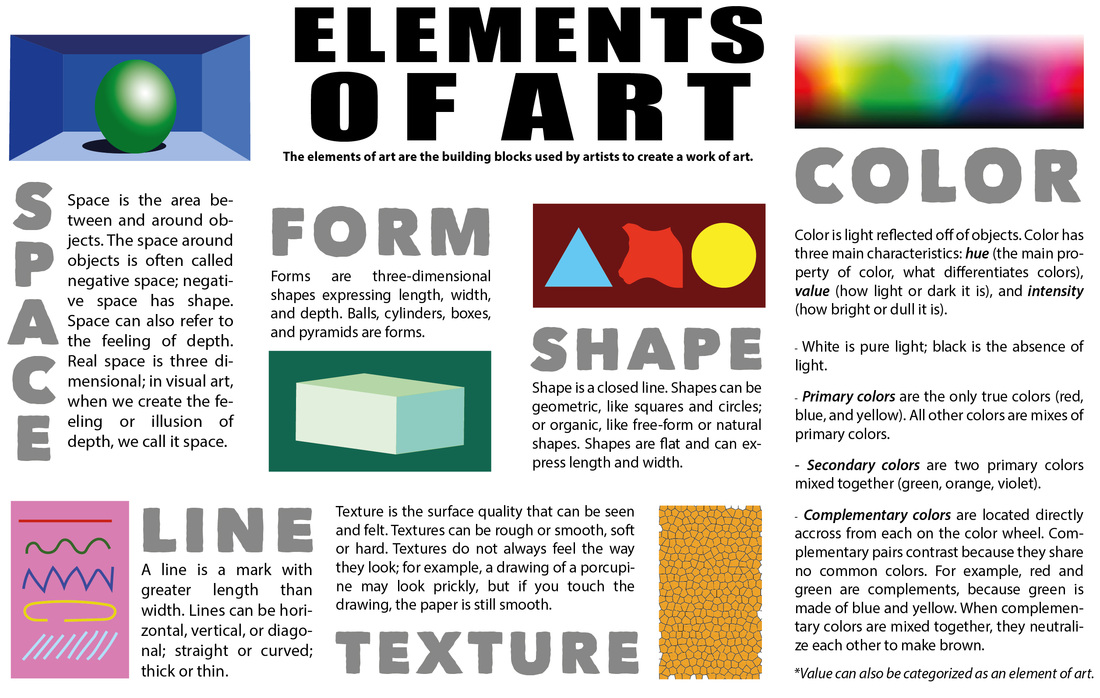 ELEMENTS
OF ART
The elements of art are the building blocks used by artists to create a work of art.
SPACE
Space is the area be-
tween and around ob-
jects. The space around
objects is often called
negative space; negati-
ve space has shape.
Space can also refer to
the feeling of depth.
Real space is three di-
mensional; in visual art,
when we create the fe-
eling or illusion of
depth, we call it space.
FORM
Forms are three-dimensional
shapes expressing length, width,
and depth. Balls, cylinders, boxes,
and pyramids are forms.
SHAPE
Shape is a closed line. Shapes can be
geometric, like squares and circles;
or organic, like free-form or natural
shapes. Shapes are flat and can ex-
press length and width.
COLOR
Color is light reflected off of objects. Color has
three main characteristics: hue (the main pro-
perty of color, what differentiates colors),
value (how light or dark it is), and intensity
(how bright or dull it is).
- White is pure light; black is the absence of
light.
- Primary colors are the only true colors (red,
blue, and yellow). All other colors are mixes of
primary colors.
- Secondary colors are two primary colors
mixed together (green, orange, violet).
- Complementary colors are located directly
accross from each on the color wheel. Com-
plementary pairs contrast because they share
no common colors. For example, red and
green are complements, because green is
made of blue and yellow. When complemen-
tary colors are mixed together, they neutrali-
ze each other to make brown.
*Value can also be categorized as an element of art.
LINE
A line is a mark with
greater length than
width. Lines can be hori-
zontal, vertical, or diago-
nal; straight or curved;
thick or thin.
Texture is the surface quality that can be seen
and felt. Textures can be rough or smooth, soft
or hard. Textures do not always feel the way
they look; for example, a drawing of a porcupi-
ne may look prickly, but if you touch the
drawing, the paper is still smooth.
TEXTURE